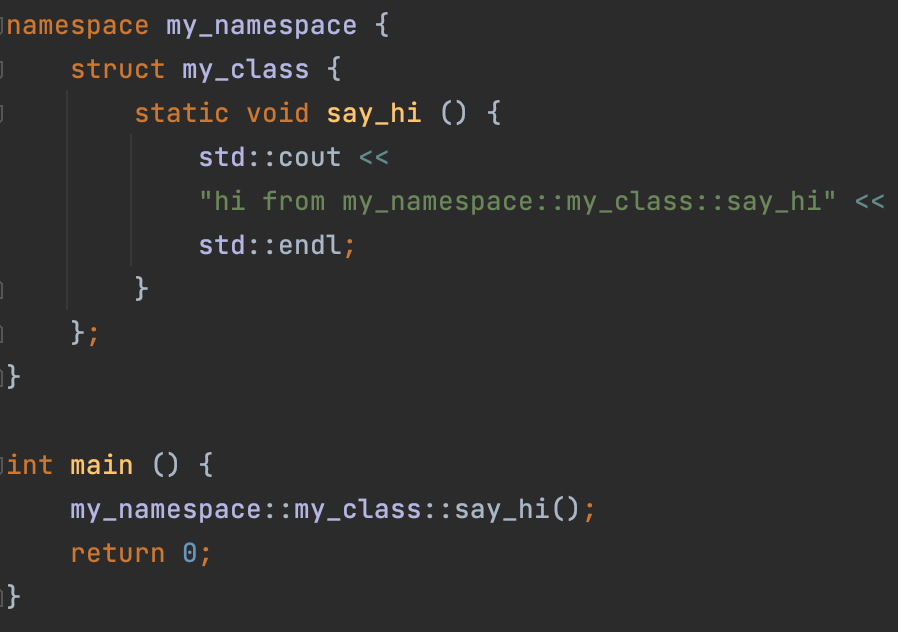 namespace my_namespace {
    struct my_class {
        static void say_hi () {
            std::cout <<
            "hi from my_namespace::my_class::say_hi" <<
            std::endl;
        }
    };
}

int main () {
    my_namespace::my_class::say_hi();
    return 0;
}